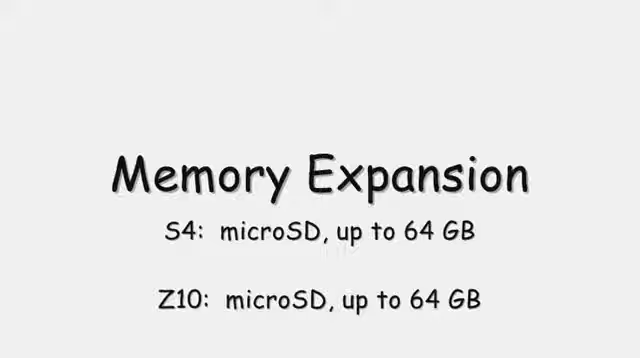 Memory Expansion
S4: microSD, up to 64 GB
Z10: microSD, up to 64 GB